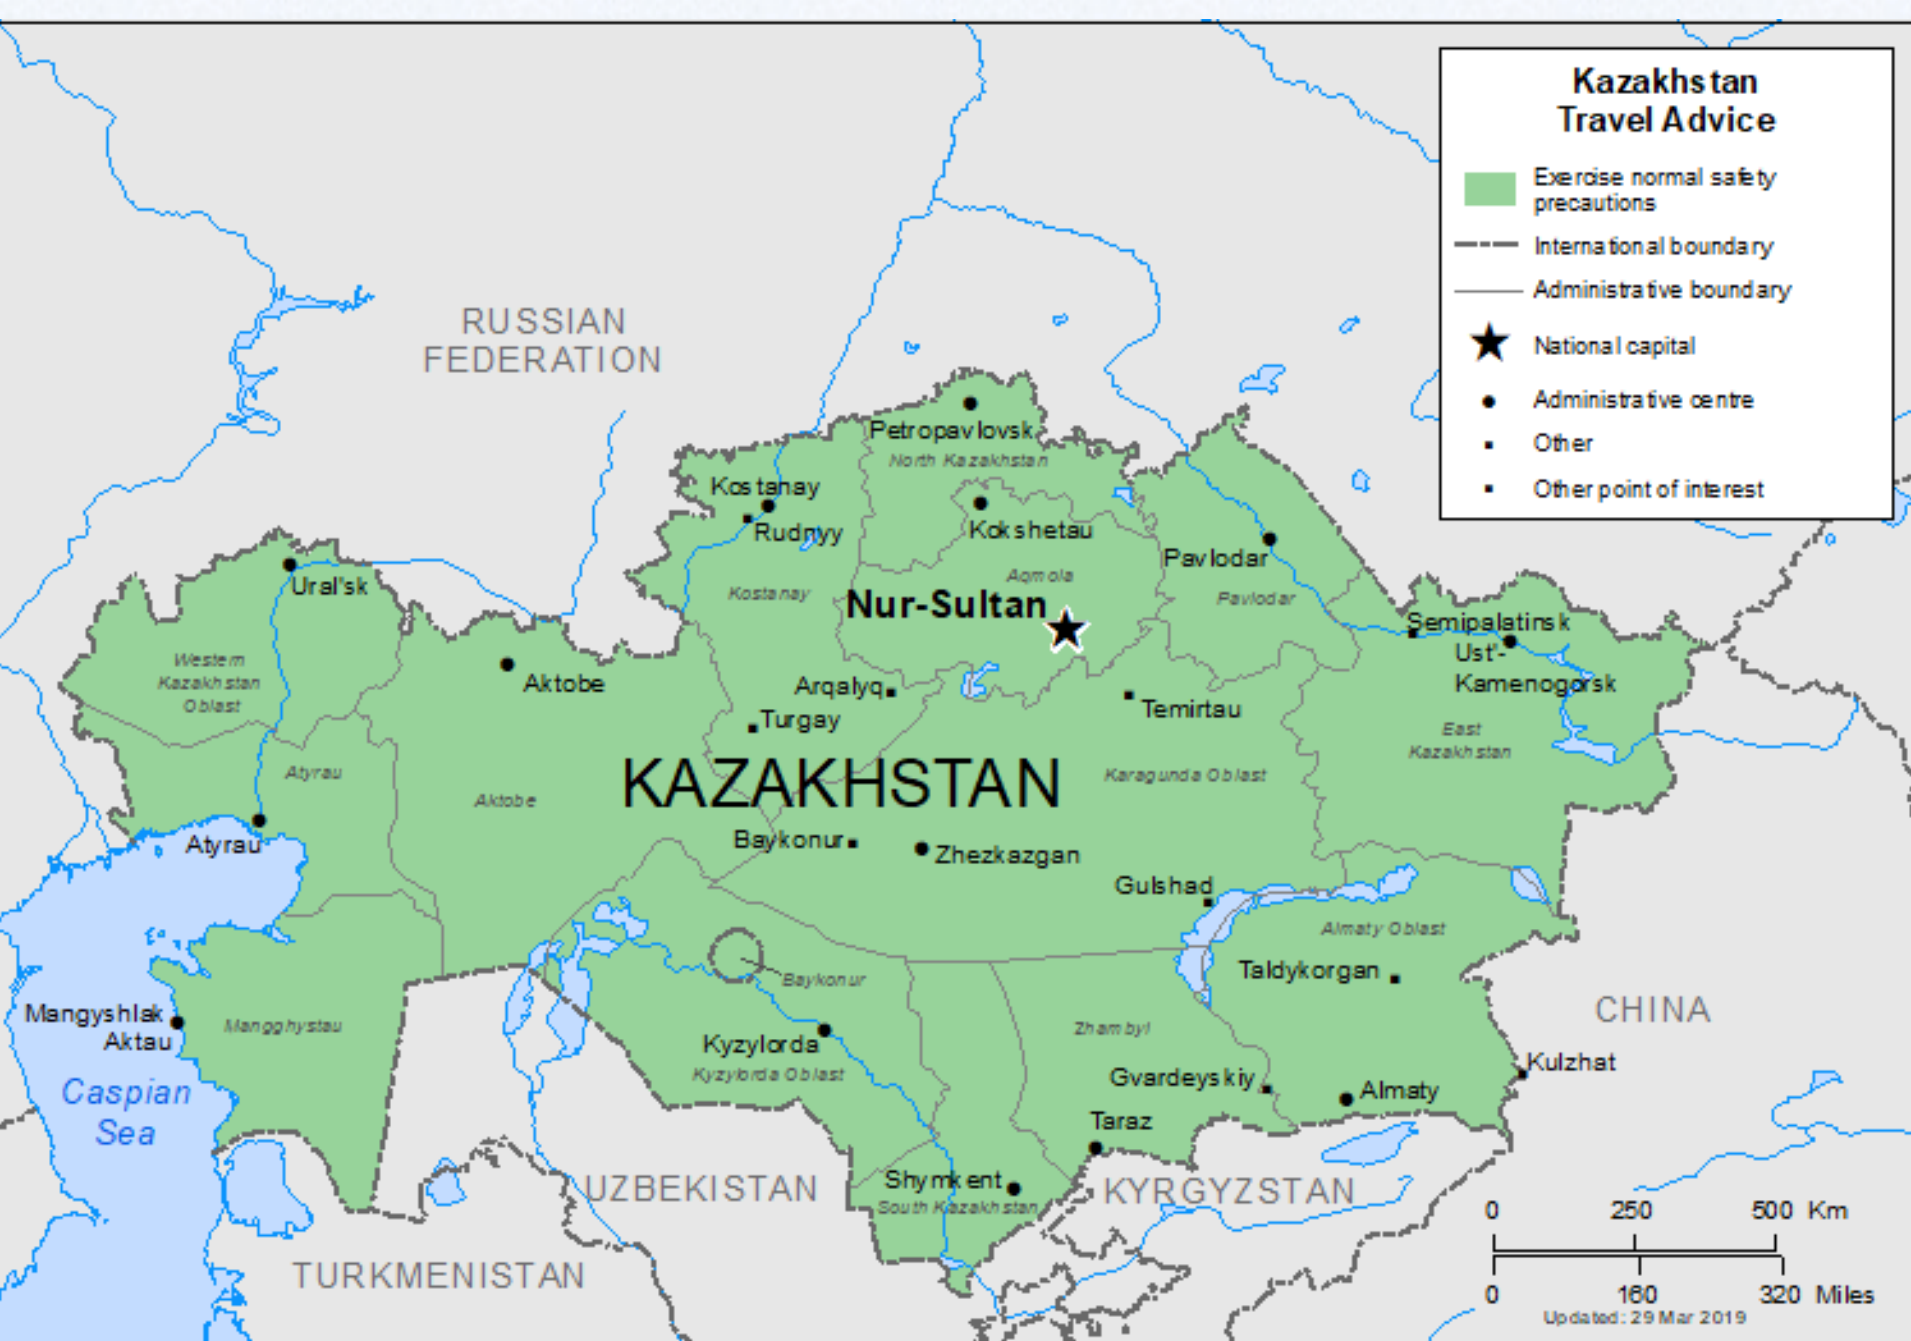 Kazakhstan
Travel Advice
Exercise normal safety
precautions
International boundary
Administrative boundary
National capital
Administrative centre
Other
Other point of interest
RUSSIAN
FEDERATION
Petropavlovsk
North Kazakhstan
Kostanay
Rudnyy
Kokshetau
Pavlodar
Ural'sk
Aqmola
Kostanay
Pavlodar
Nur-Sultan
Semipalatinsk
Ust'-
Kamenogorsk
Western
Kazakhstan
Oblast
Aktobe
Arqalyq
Temirtau
Turgay
East
Kazakhstan
Atyrau
KAZAKHSTAN
Karagunda Oblast
Aktobe
Atyrau
Baykonur
Zhezkazgan
Gulshad
Almaty Oblast
Taldykorgan
Baykonur
CHINA
Mangyshlak
Aktau
Mangghystau
Kyzylorda
Zhambyl
Kyzylorda Oblast
Gvardeyskiy
Kulzhat
Almaty
Caspian
Sea
Taraz
UZBEKISTAN
Shymkent
South Kazakhstan
KYRGYZSTAN
TURKMENISTAN
0 250 500 Km
0 160 320 Miles
Updated: 29 Mar 2019